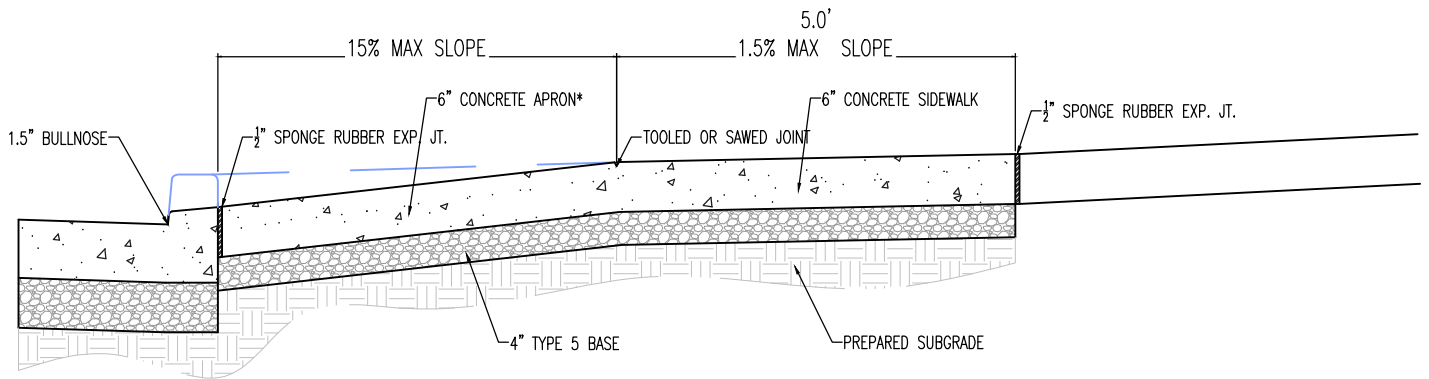 5.0'
15% MAX SLOPE
1.5% MAX SLOPE
6" CONCRETE APRON*
6" CONCRETE SIDEWALK
1.5" BULLNOSE
½" SPONGE RUBBER EXP. JT.
TOOLED OR SAWED JOINT
½" SPONGE RUBBER EXP. JT.
4" TYPE 5 BASE
PREPARED SUBGRADE